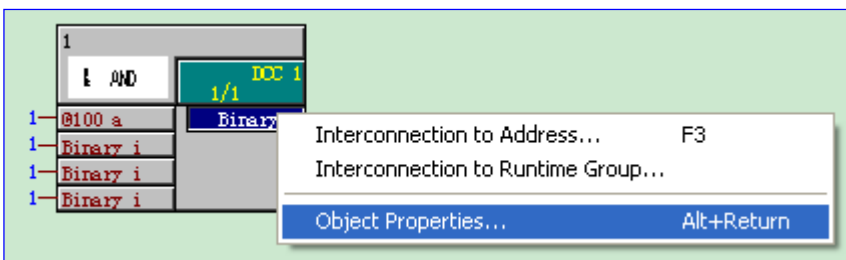 1
& AND
DCC 1
1/1
1 @100 a
Binary
1 Binary i
1 Binary i
1 Binary i
Interconnection to Address... F3
Interconnection to Runtime Group...
Object Properties... Alt+Return